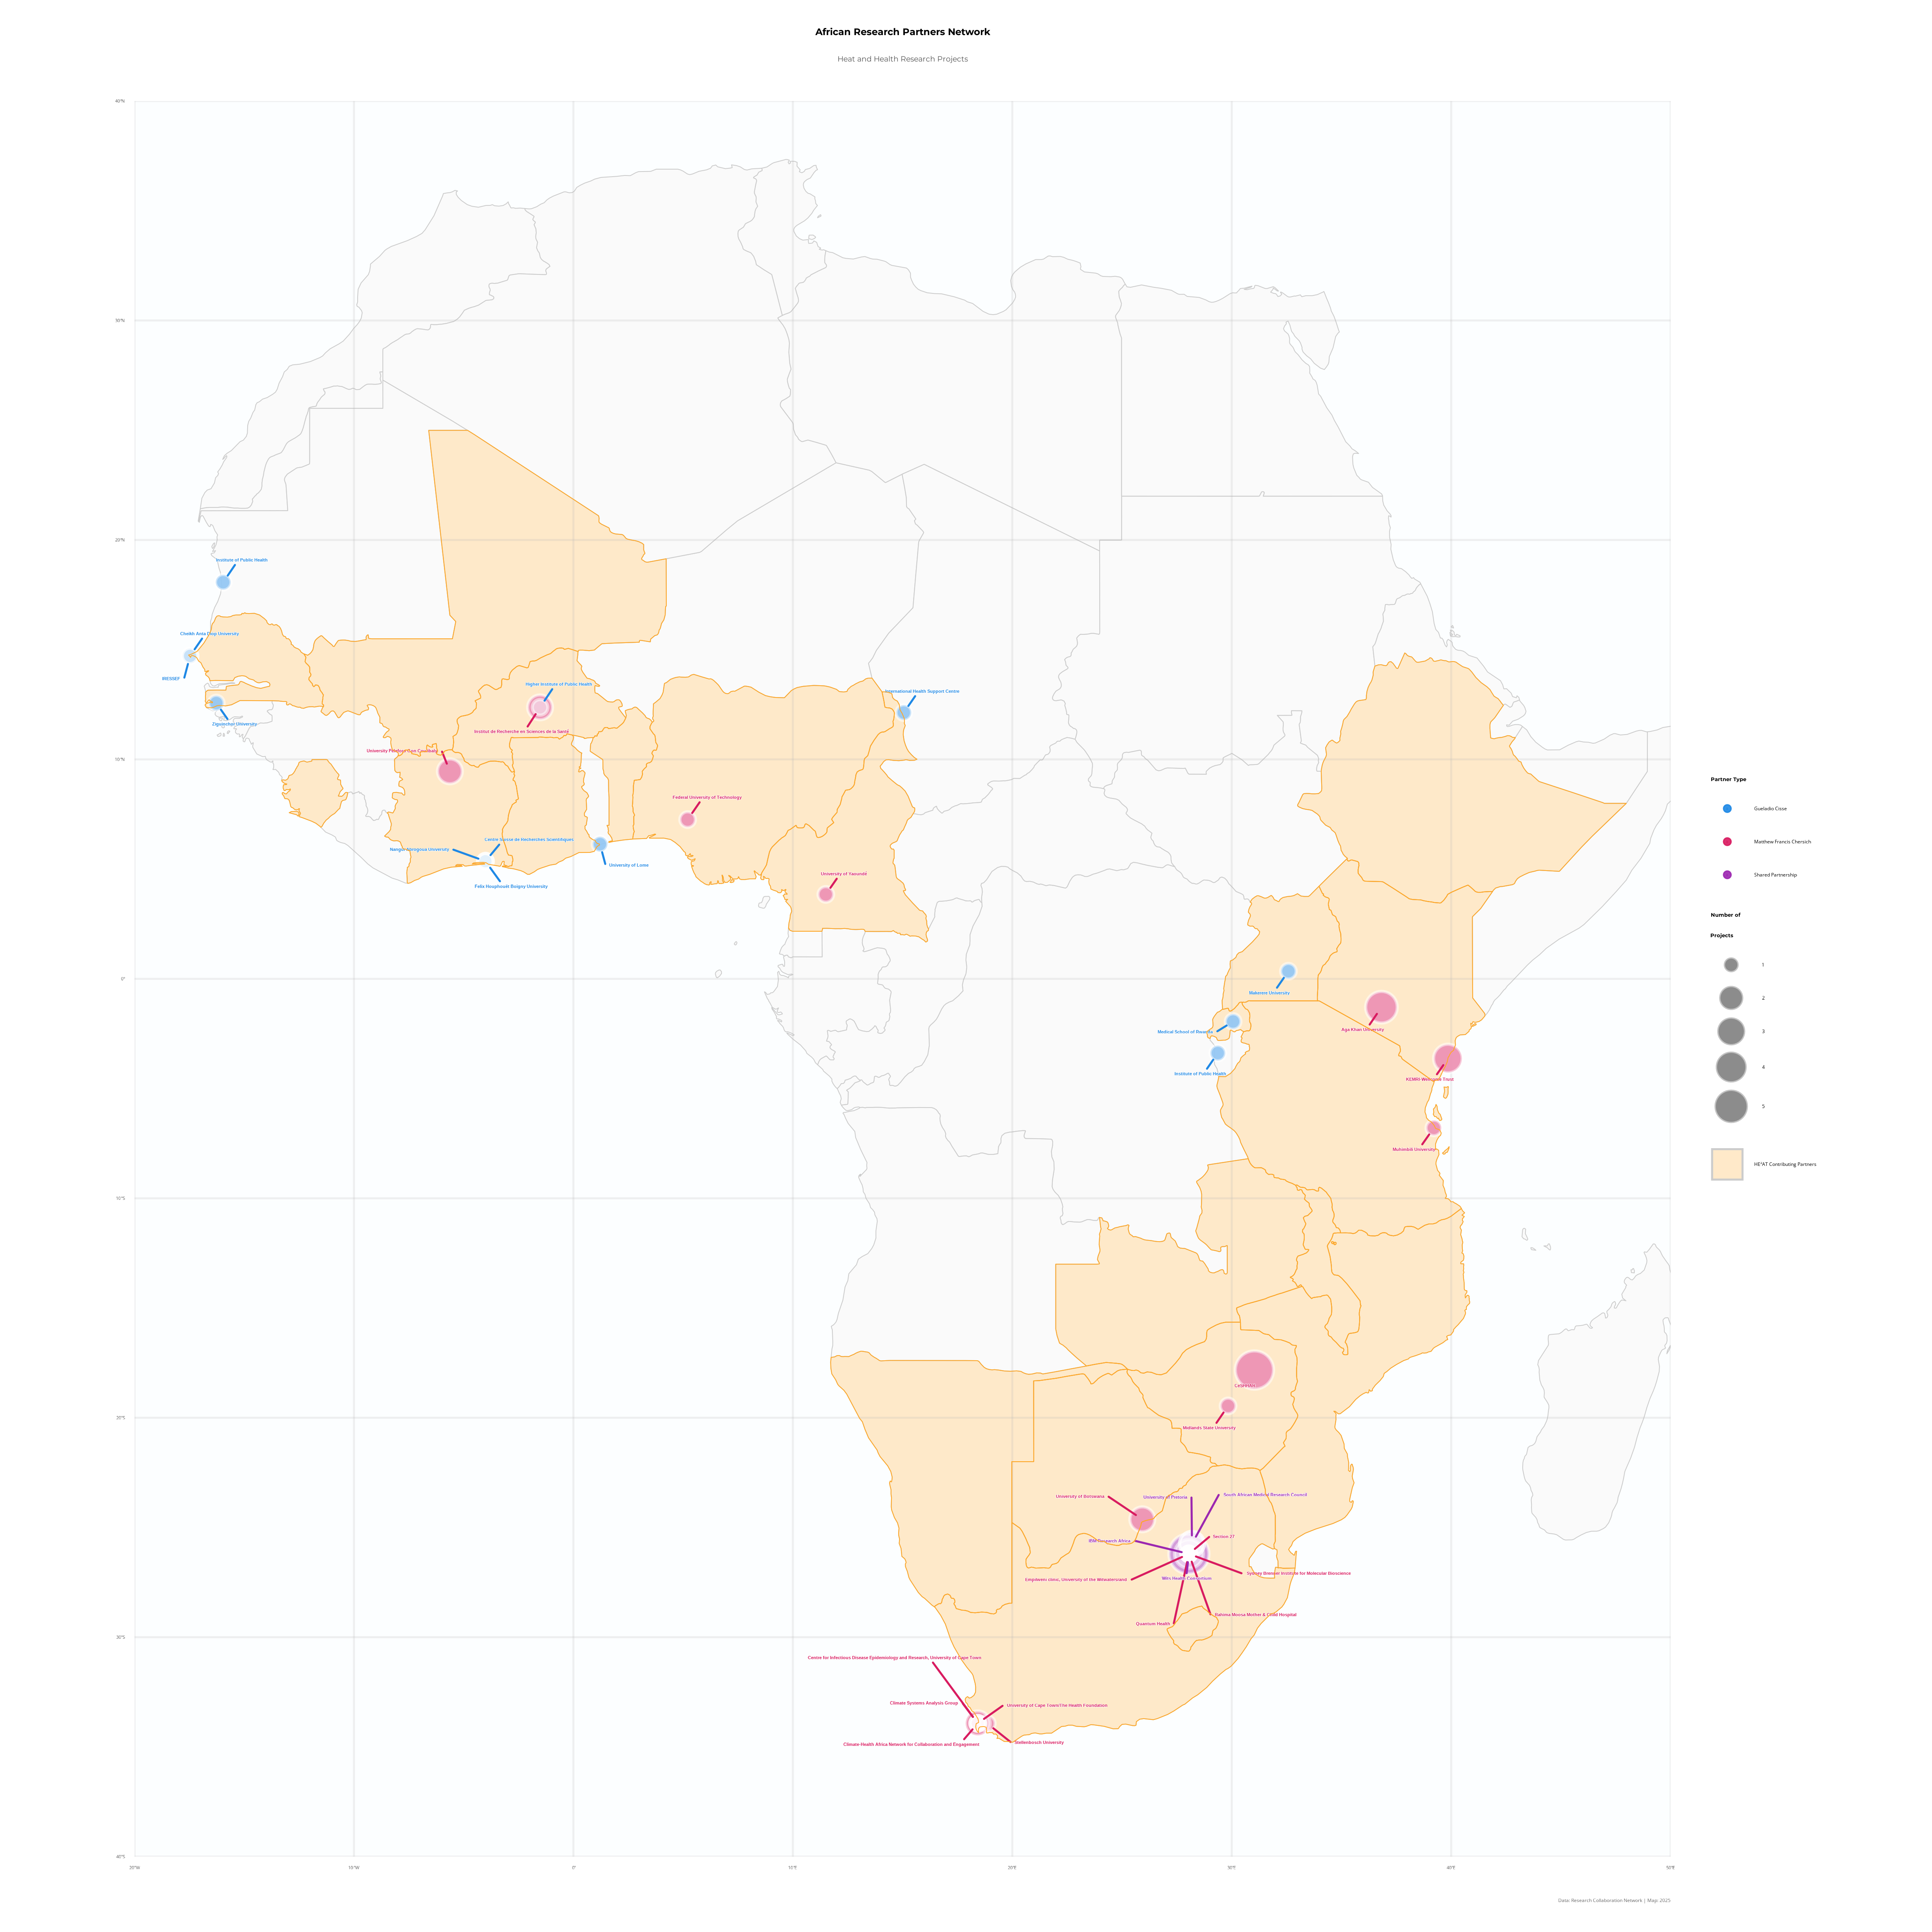 African Research Partners Network
Heat and Health Research Projects
40°N
30°N
20°N
10°N
0°
10°S
20°S
30°S
40°S
20°W
10°W
0°
10°E
20°E
30°E
40°E
50°E
Institute of Public Health
Cheikh Anta Diop University
IRESSEF
Ziguinchor University
Higher Institute of Public Health
Institut de Recherche en Sciences de la Santé
International Health Support Centre
University Peleforo Gon Coulibaly
Federal University of Technology
Centre Suisse de Recherches Scientifiques
Nangui Abrogoua University
Felix Houphouët Boigny University
University of Lome
University of Yaoundé
Makerere University
Medical School of Rwanda
Institute of Public Health
Aga Khan University
KEMRI-Wellcome Trust
Muhimbili University
CeSHHAR
Midlands State University
University of Botswana
University of Pretoria
South African Medical Research Council
Section 27
IBM Research Africa
Wits Health Consortium
Sydney Brenner Institute for Molecular Bioscience
Empilweni clinic, University of the Witwatersrand
Rahima Moosa Mother & Child Hospital
Quantum Health
Centre for Infectious Disease Epidemiology and Research, University of Cape Town
Climate Systems Analysis Group
University of Cape Town/The Health Foundation
Climate-Health Africa Network for Collaboration and Engagement
Stellenbosch University
Partner Type
Gueladio Cisse
Matthew Francis Chersich
Shared Partnership
Number of
Projects
1
2
3
4
5
HE²AT Contributing Partners
Data: Research Collaboration Network | Map: 2025